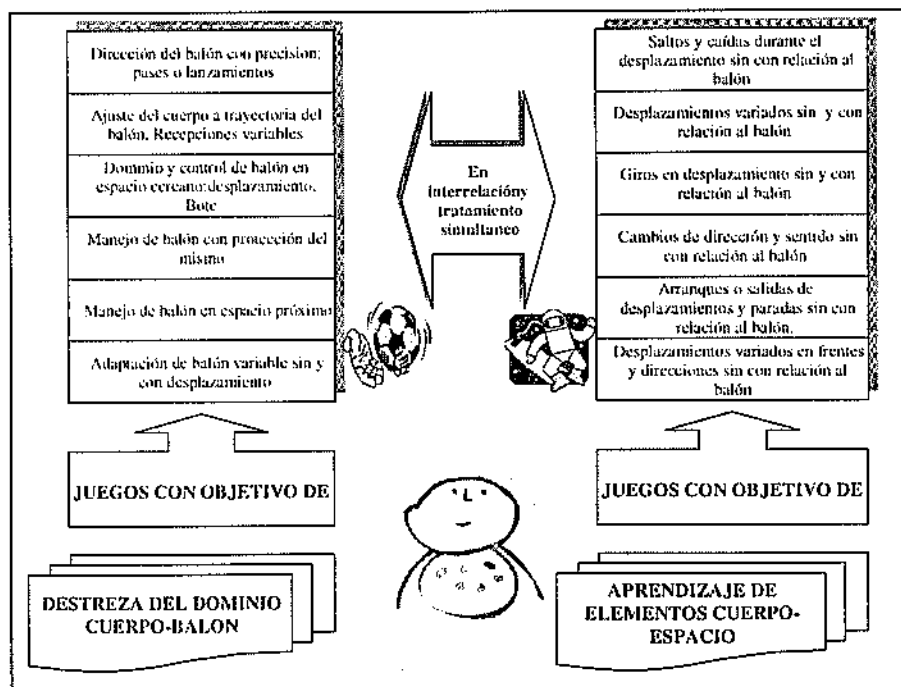 Dirección del balón con precision:
pases o lanzamientos
Ajuste del cuerpo a trayectoria del
balón. Recepciones variables
Dominio y control de balón en
espacio cercano:desplazamiento.
Bote
Manejo de balón con protección del
mismo
Manejo de balón en espacio próximo
Adaptación de balón variable sin y
con desplazamiento
JUEGOS CON OBJETIVO DE
DESTREZA DEL DOMINIO
CUERPO-BALON
En
interrelacióny
tratamiento
simultaneo
Saltos y caídas durante el
desplazamiento sin con relación al
balón
Desplazamientos variados sin y con
relación al balón
Giros en desplazamiento sin y con
relación al balón
Cambios de dirección y sentido sin
con relación al balón
Arranques o salidas de
desplazamientos y paradas sin con
relación al balón.
Desplazamientos variados en frentes
y direcciones sin con relación al
balón
JUEGOS CON OBJETIVO DE
APRENDIZAJE DE
ELEMENTOS CUERPO-
ESPACIO